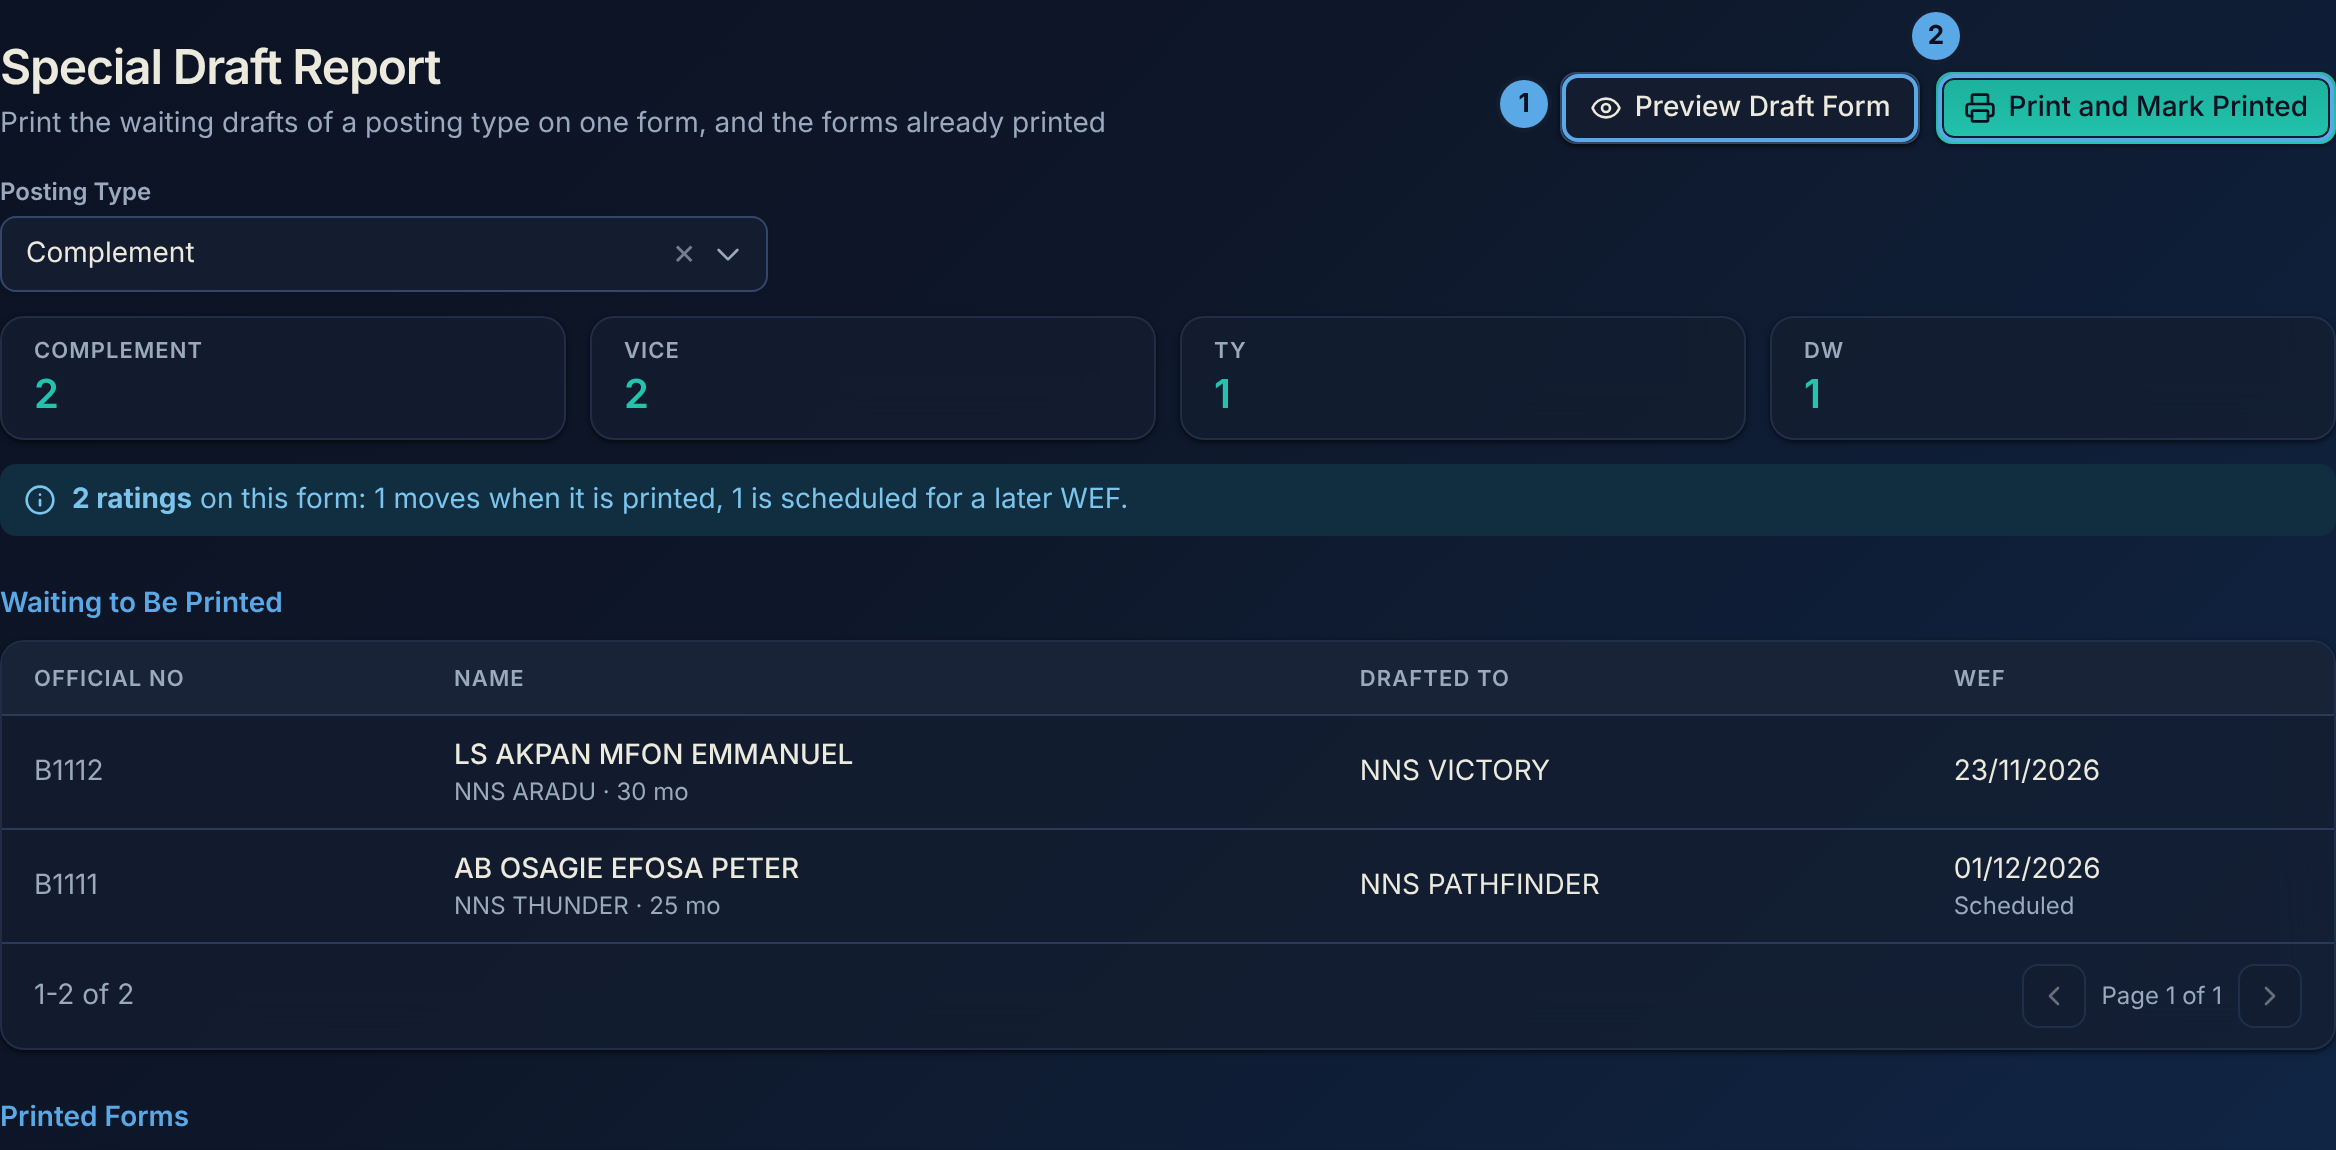 Special Draft Report
Print the waiting drafts of a posting type on one form, and the forms already printed
1
Preview Draft Form
2
Print and Mark Printed
Posting Type
Complement
COMPLEMENT
2
VICE
2
TY
1
DW
1
2 ratings on this form: 1 moves when it is printed, 1 is scheduled for a later WEF.
Waiting to Be Printed
OFFICIAL NO NAME DRAFTED TO WEF
B1112 LS AKPAN MFON EMMANUEL NNS VICTORY 23/11/2026
NNS ARADU · 30 mo
B1111 AB OSAGIE EFOSA PETER NNS PATHFINDER 01/12/2026
NNS THUNDER · 25 mo Scheduled
1-2 of 2 Page 1 of 1
Printed Forms